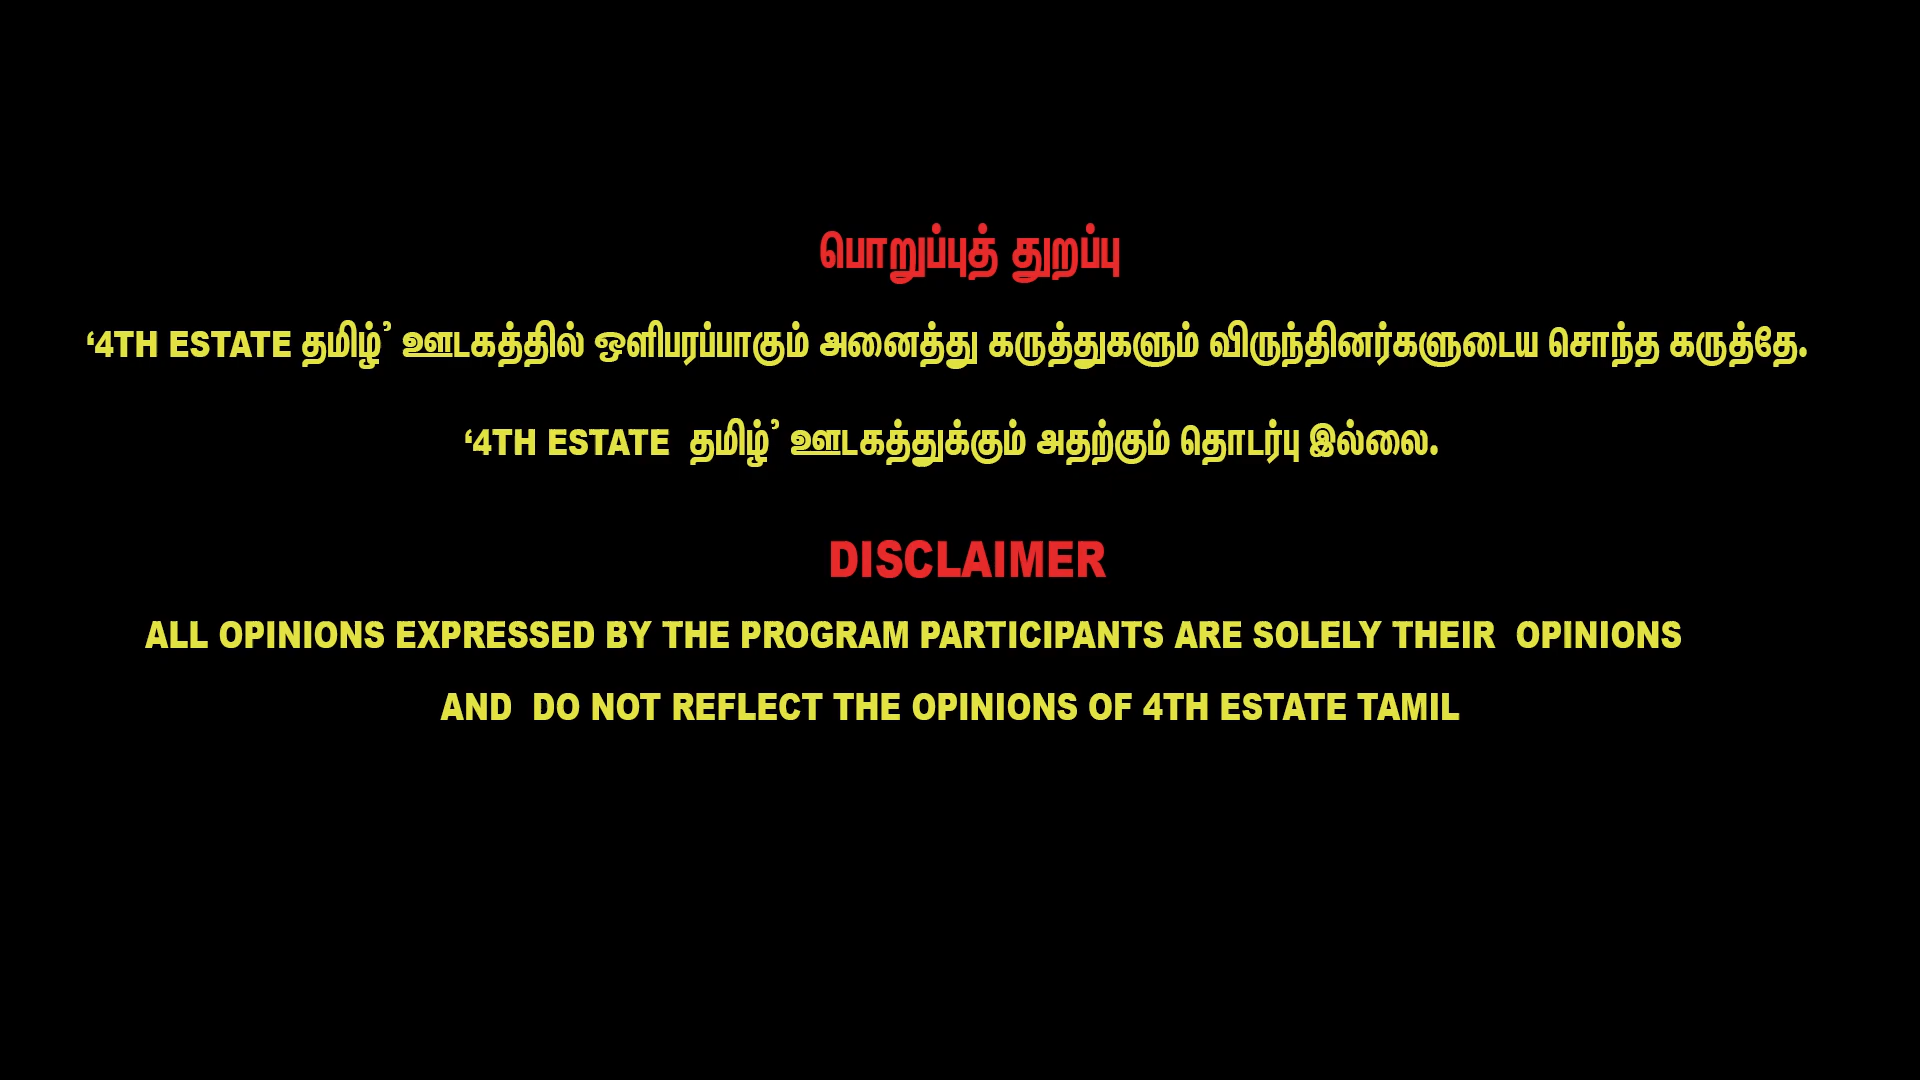 பொறுப்புத் துறப்பு
‘4TH ESTATE தமிழ்’ ஊடகத்தில் ஒளிபரப்பாகும் அனைத்து கருத்துகளும் விருந்தினர்களுடைய சொந்த கருத்தே.
‘4TH ESTATE தமிழ்’ ஊடகத்துக்கும் அதற்கும் தொடர்பு இல்லை.
DISCLAIMER
ALL OPINIONS EXPRESSED BY THE PROGRAM PARTICIPANTS ARE SOLELY THEIR OPINIONS
AND DO NOT REFLECT THE OPINIONS OF 4TH ESTATE TAMIL